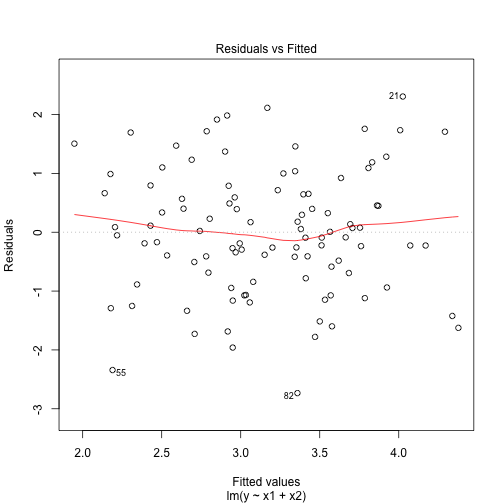 Residuals vs Fitted
Residuals
2
1
0
-1
-2
-3
21
55
82
2.0 2.5 3.0 3.5 4.0
Fitted values
lm(y ~ x1 + x2)